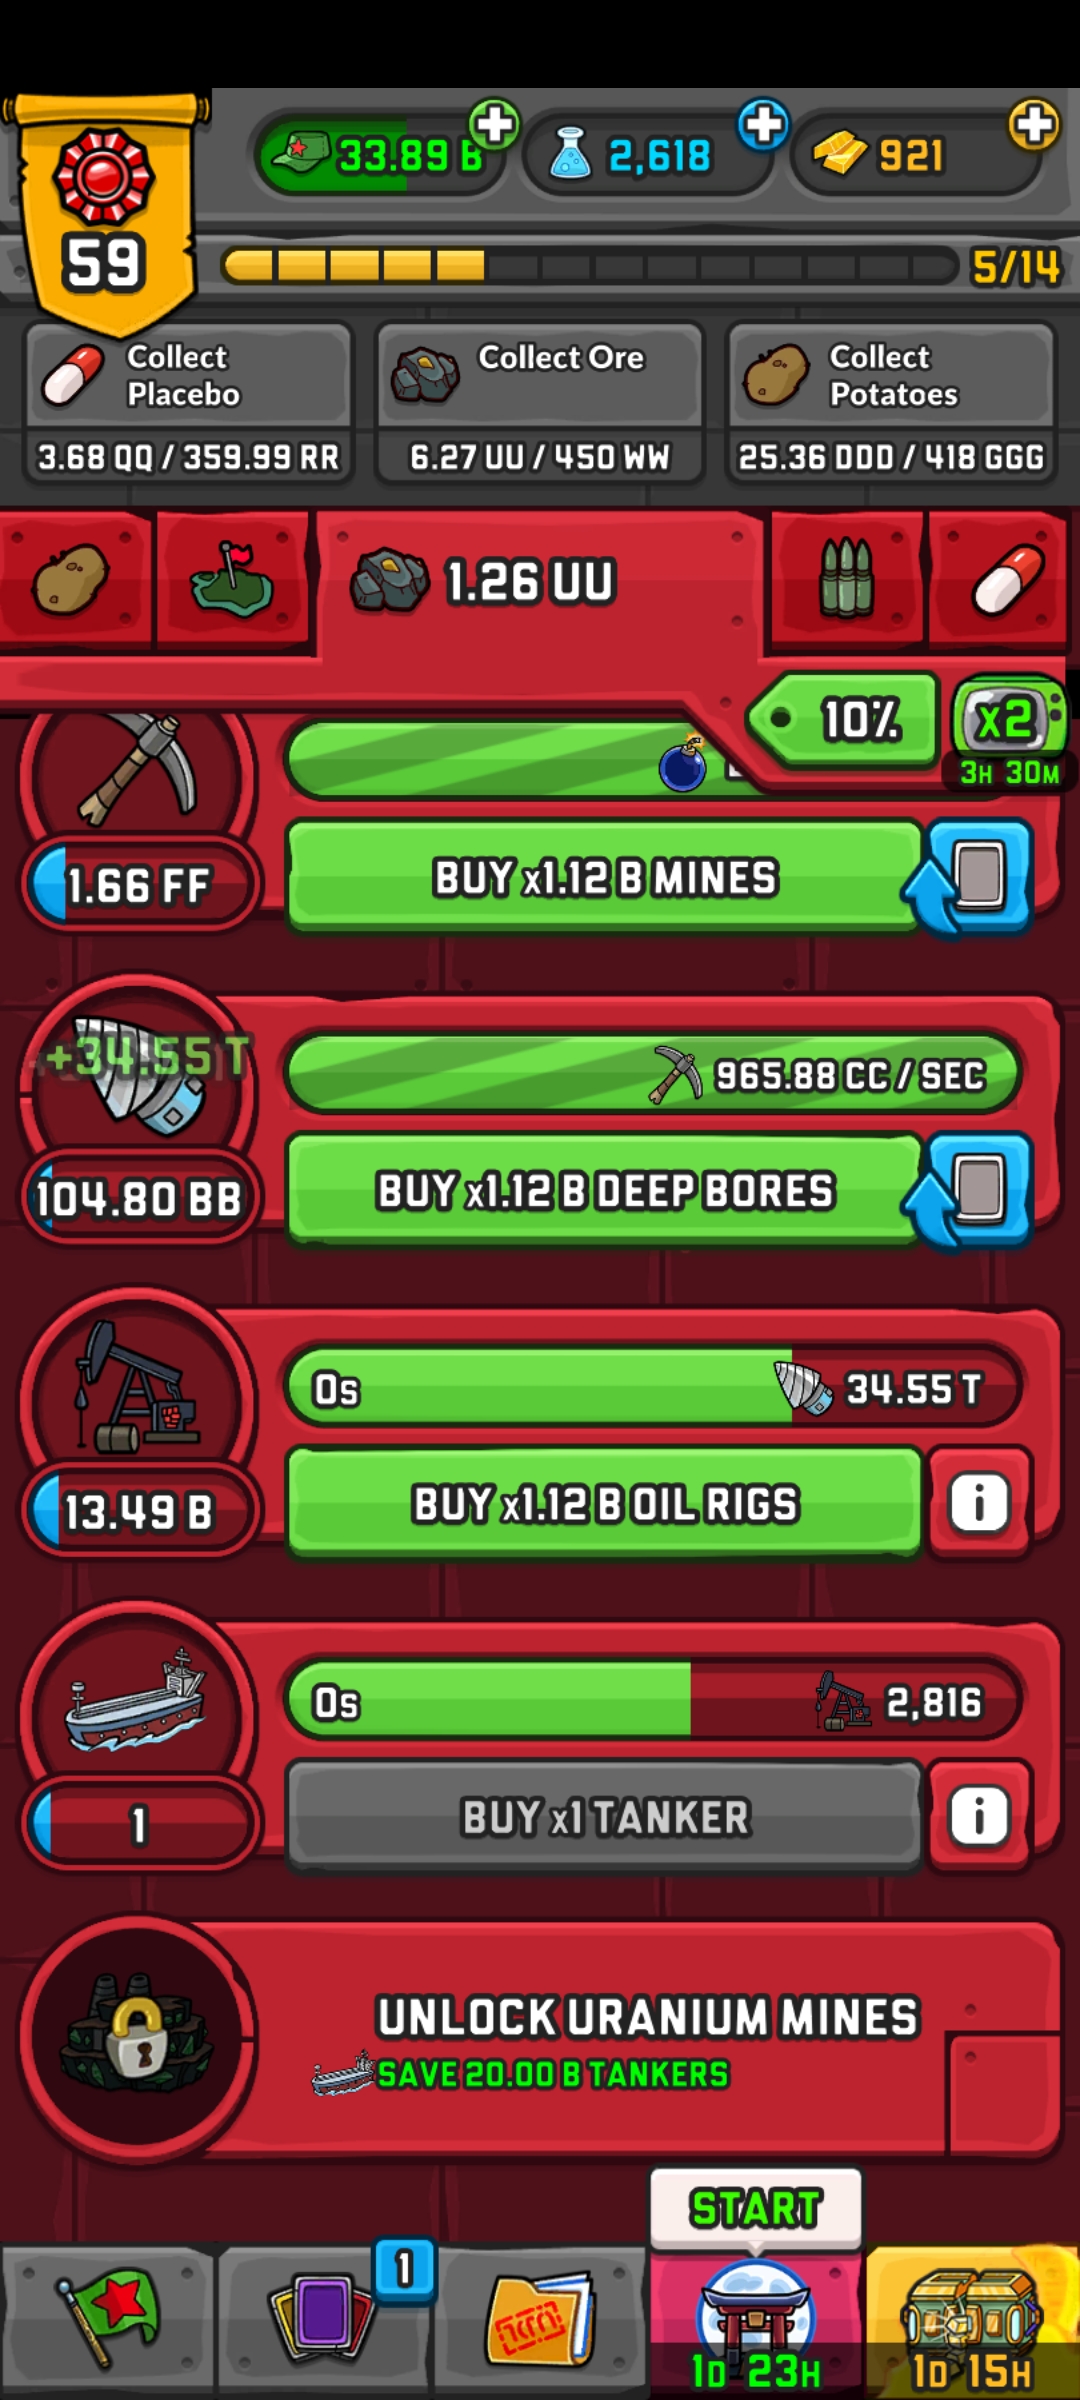 33.89 B
2,618
921
59
5/14
Collect
Placebo
3.68 QQ / 359.99 RR
Collect Ore
6.27 UU / 450 WW
Collect
Potatoes
25.36 DDD / 418 GGG
1.26 UU
10%
x2
3H 30M
1.66 FF
BUY x1.12 B MINES
+34.55 T
965.88 CC / SEC
104.80 BB
BUY x1.12 B DEEP BORES
0s
34.55 T
13.49 B
BUY x1.12 B OIL RIGS
i
0s
2,816
1
BUY x1 TANKER
i
UNLOCK URANIUM MINES
SAVE 20.00 B TANKERS
START
1
1D 23H
1D 15H